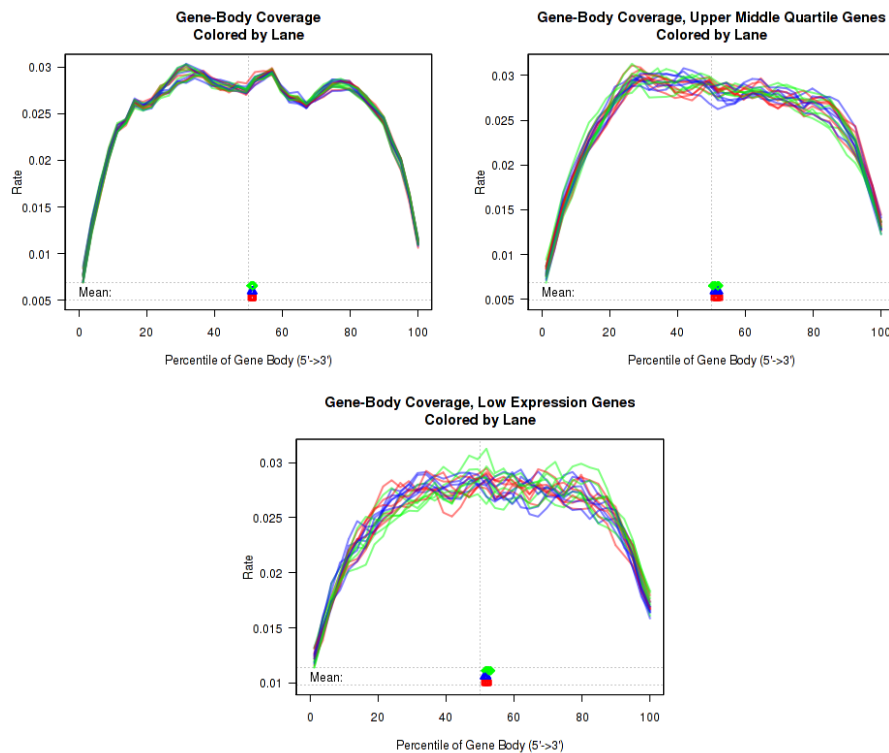 Gene-Body Coverage
Colored by Lane
0.03
0.025
0.02
0.015
0.01
0.005
Rate
Mean:
0
20
40
60
80
100
Percentile of Gene Body (5'->3')
Gene-Body Coverage, Upper Middle Quartile Genes
Colored by Lane
0.03
0.025
0.02
0.015
0.01
0.005
Rate
Mean:
0
20
40
60
80
100
Percentile of Gene Body (5'->3')
Gene-Body Coverage, Low Expression Genes
Colored by Lane
0.03
0.025
0.02
0.015
0.01
Rate
Mean:
0
20
40
60
80
100
Percentile of Gene Body (5'->3')